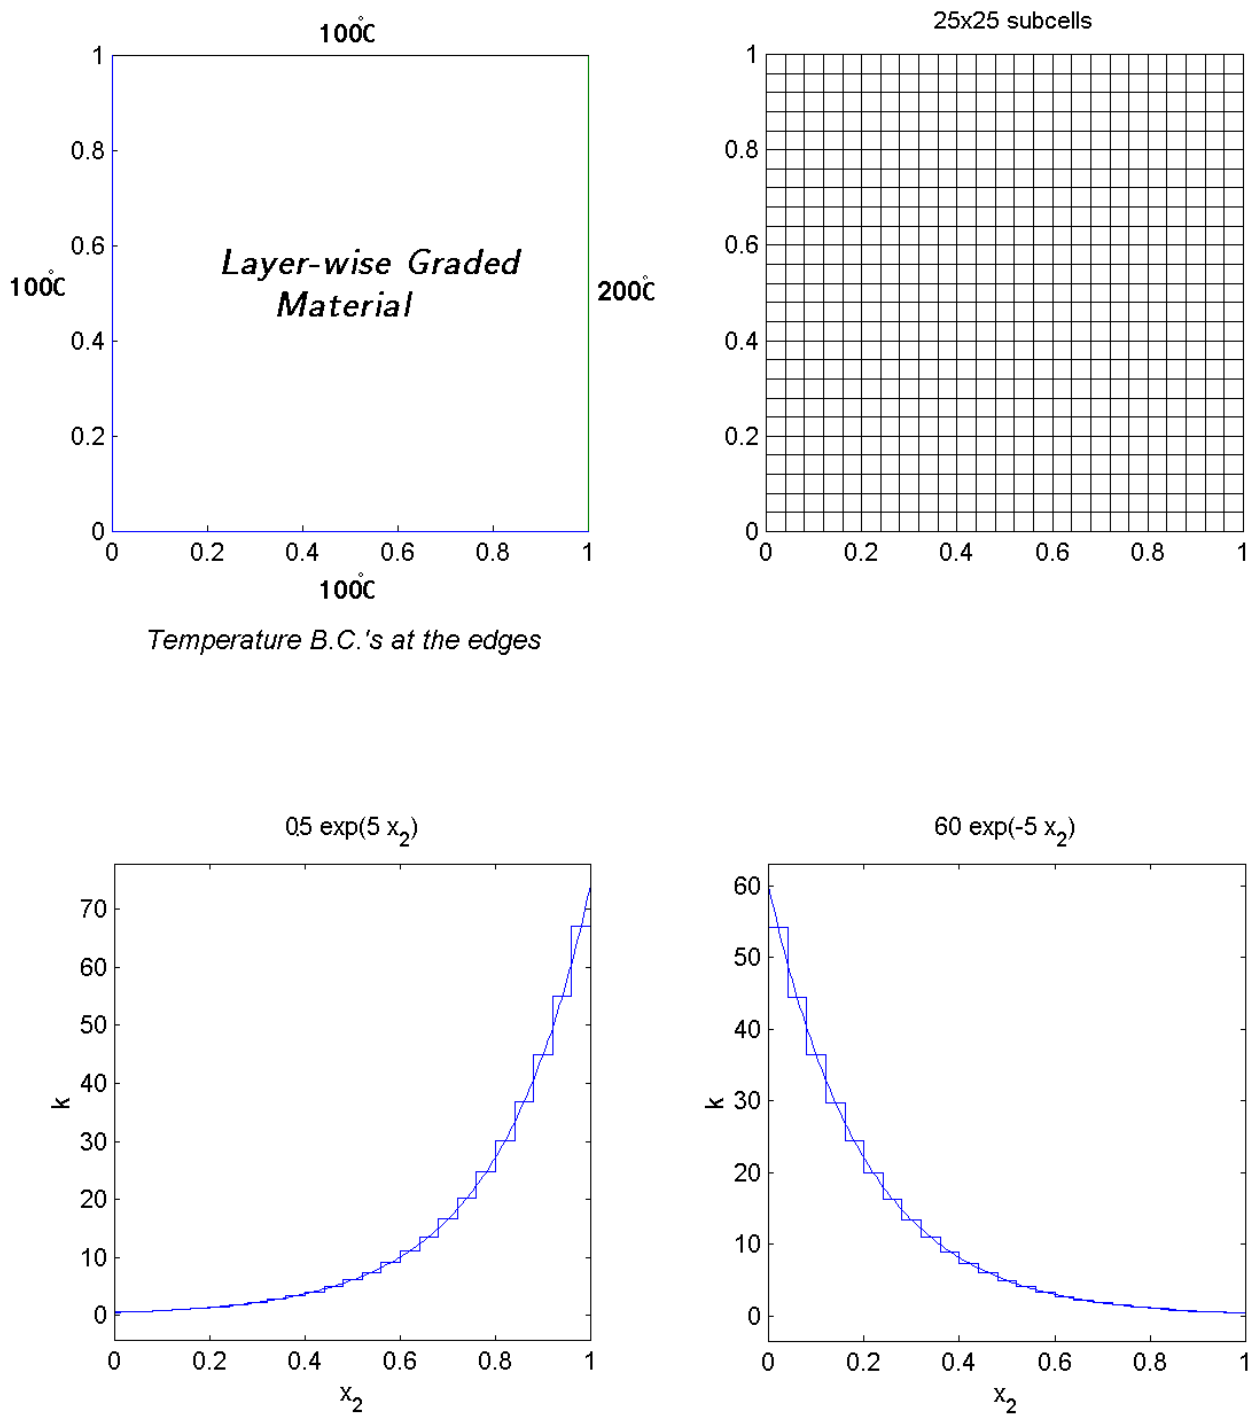 100°C
1
0.8
0.6
0.4
0.2
0
0 0.2 0.4 0.6 0.8 1
100°C
Layer-wise Graded
Material
200°C
100°C
Temperature B.C.'s at the edges
25x25 subcells
1
0.8
0.6
0.4
0.2
0
0 0.2 0.4 0.6 0.8 1
0.5 exp(5 x2)
70
60
50
40
30
20
10
0
k
0 0.2 0.4 0.6 0.8 1
x2
60 exp(-5 x2)
60
50
40
30
20
10
0
k
0 0.2 0.4 0.6 0.8 1
x2